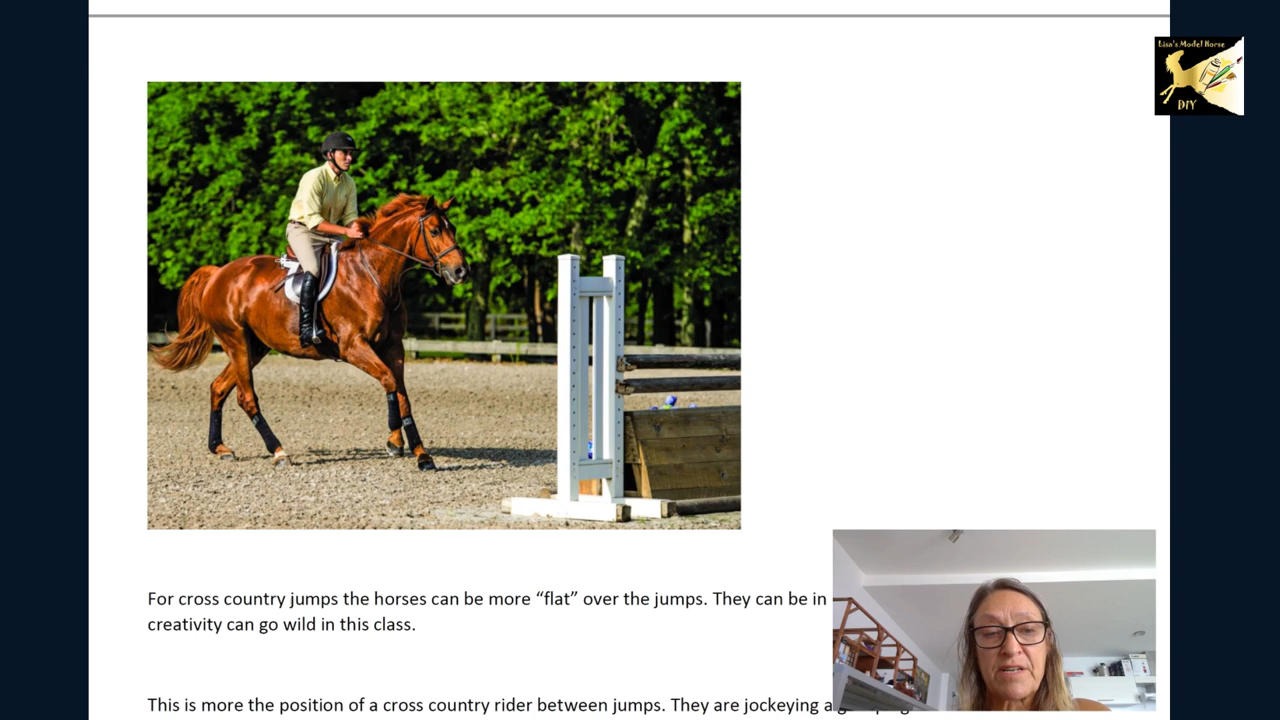 Lisa's Model Horse
DIY
For cross country jumps the horses can be more “flat” over the jumps. They can be in
creativity can go wild in this class.
This is more the position of a cross country rider between jumps. They are jockeying a